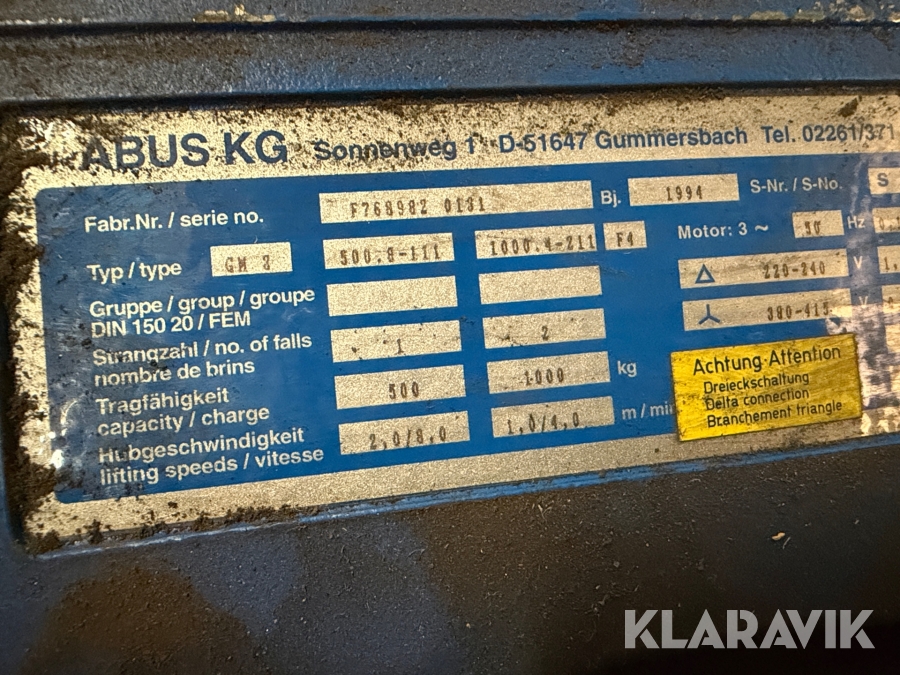 ABUS KG Sonnenweg 1 D-51647 Gummersbach Tel. 02261/371
Fabr.Nr. / serie no. F768982 0131 Bj. 1994 S-Nr. / S-No. S
Typ / type GM 2 500.8-111 1000.4-211 F4 Motor: 3 ~ 50 Hz
Gruppe / group / groupe
DIN 150 20 / FEM
△ 220-240 V
Strangzahl / no. of falls
nombre de brins
1 2
380-415 V
Tragfähigkeit
capacity / charge
500 1000 kg
Hubgeschwindigkeit
lifting speeds / vitesse
2,0/8,0 1,0/4,0 m / min
Achtung·Attention
Dreieckschaltung
Delta connection
Branchement triangle
KLARAVIK